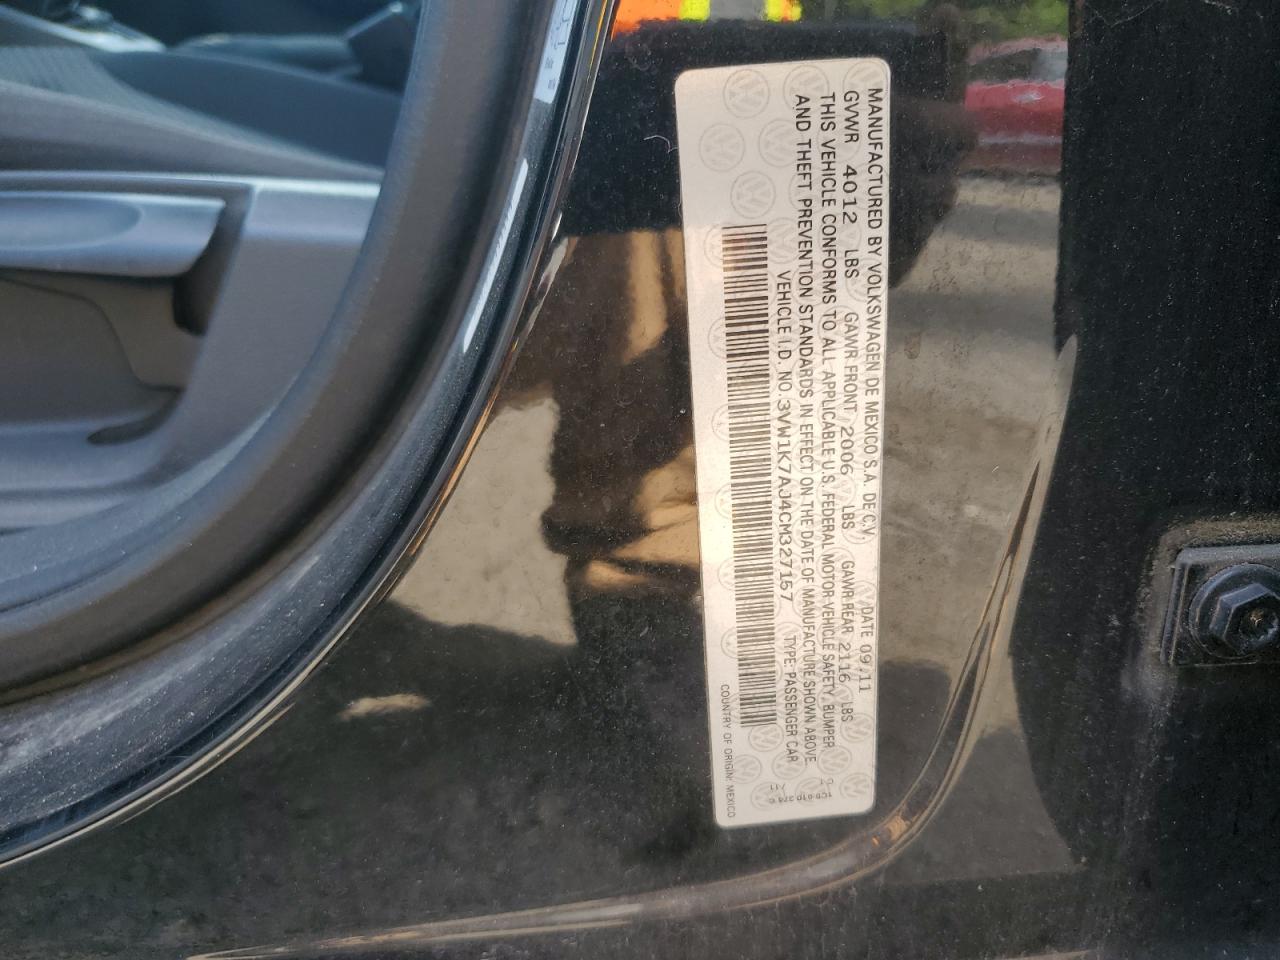 MANUFACTURED BY VOLKSWAGEN DE MEXICO S.A. DE C.V. DATE 09/11
GVWR 4012 LBS GAWR FRONT 2006 LBS GAWR REAR 2116 LBS
THIS VEHICLE CONFORMS TO ALL APPLICABLE U.S. FEDERAL MOTOR VEHICLE SAFETY, BUMPER,
AND THEFT PREVENTION STANDARDS IN EFFECT ON THE DATE OF MANUFACTURE SHOWN ABOVE.
VEHICLE I.D. NO.3VW1K7AJ4CM327157 TYPE: PASSENGER CAR
COUNTRY OF ORIGIN: MEXICO